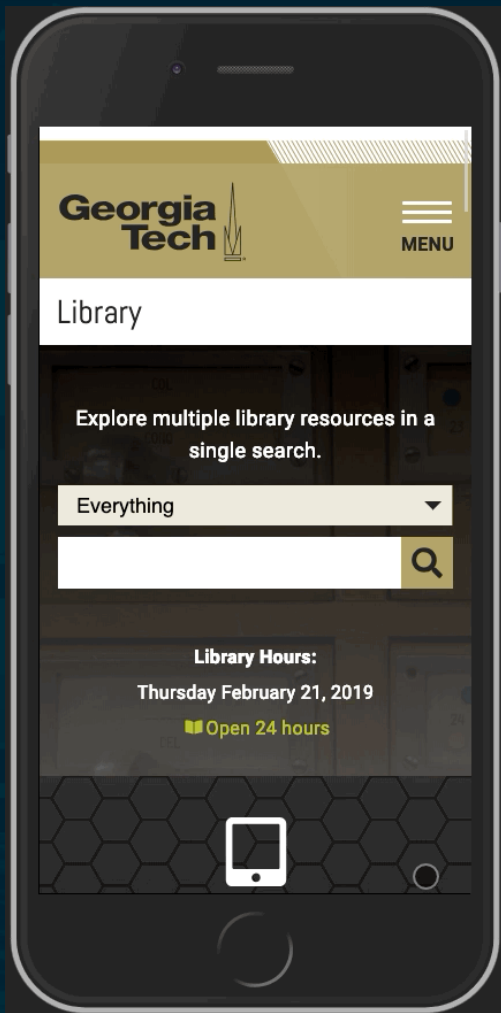 Georgia
Tech
MENU
Library
Explore multiple library resources in a
single search.
Everything
Library Hours:
Thursday February 21, 2019
Open 24 hours